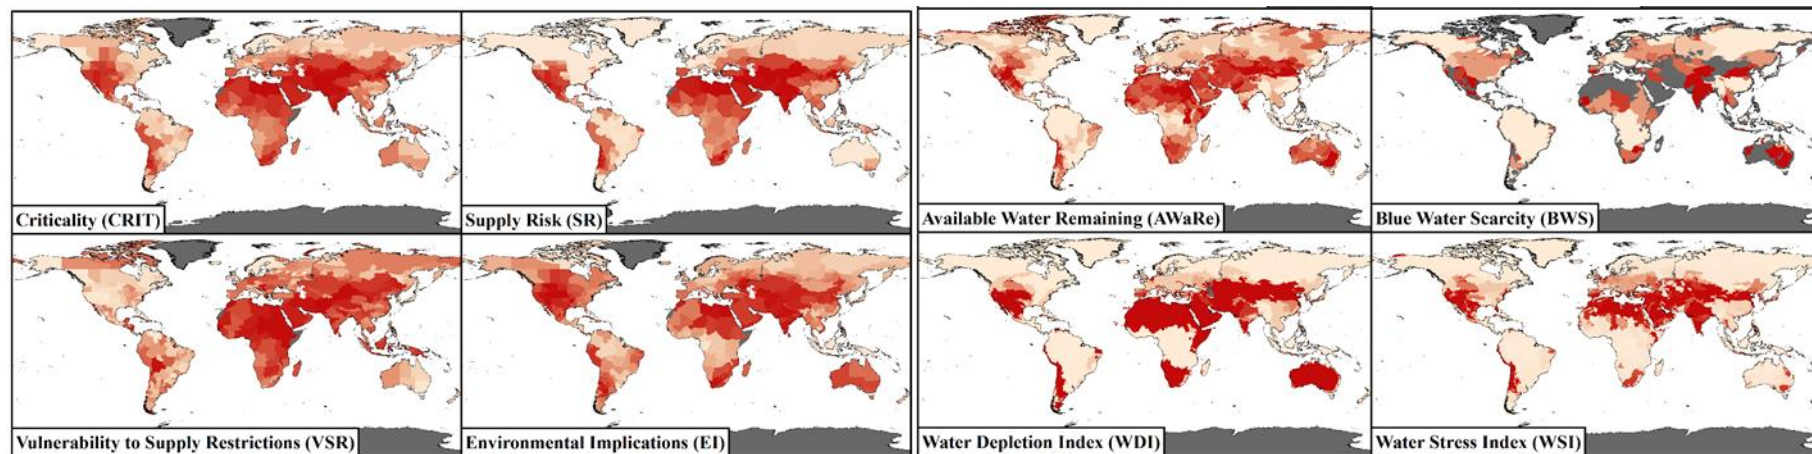 Criticality (CRIT)
Supply Risk (SR)
Available Water Remaining (AWaRe)
Blue Water Scarcity (BWS)
Vulnerability to Supply Restrictions (VSR)
Environmental Implications (EI)
Water Depletion Index (WDI)
Water Stress Index (WSI)